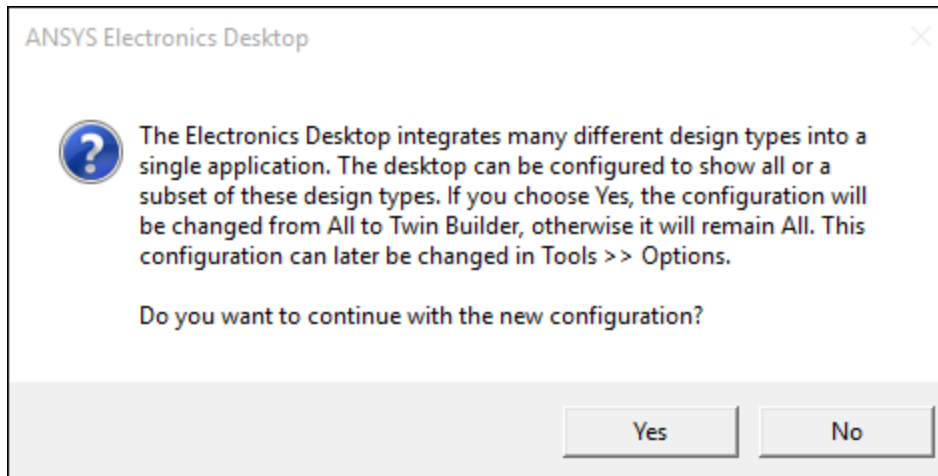 ANSYS Electronics Desktop
The Electronics Desktop integrates many different design types into a
single application. The desktop can be configured to show all or a
subset of these design types. If you choose Yes, the configuration will
be changed from All to Twin Builder, otherwise it will remain All. This
configuration can later be changed in Tools >> Options.
Do you want to continue with the new configuration?
Yes
No